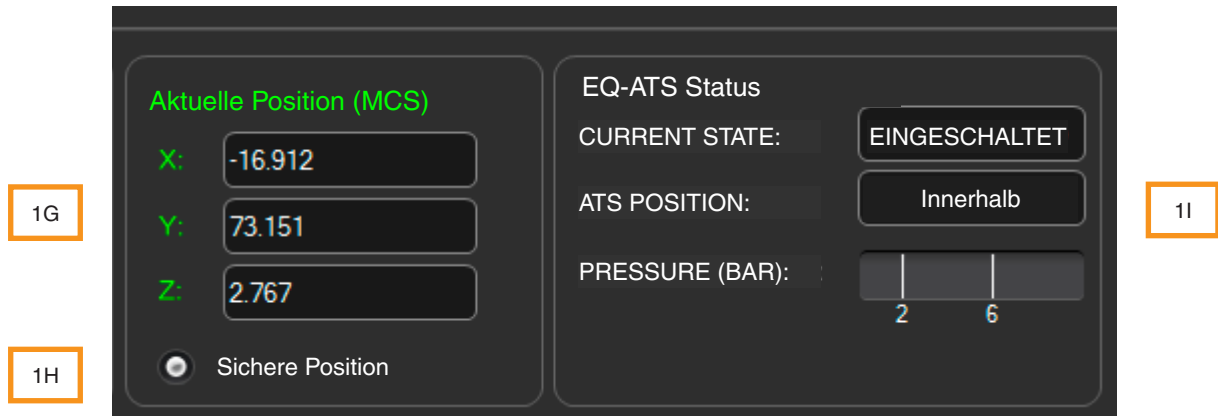 1G
1H
Aktuelle Position (MCS)
X: -16.912
Y: 73.151
Z: 2.767
Sichere Position
EQ-ATS Status
CURRENT STATE: EINGESCHALTET
ATS POSITION: Innerhalb
PRESSURE (BAR): :
2 6
1I